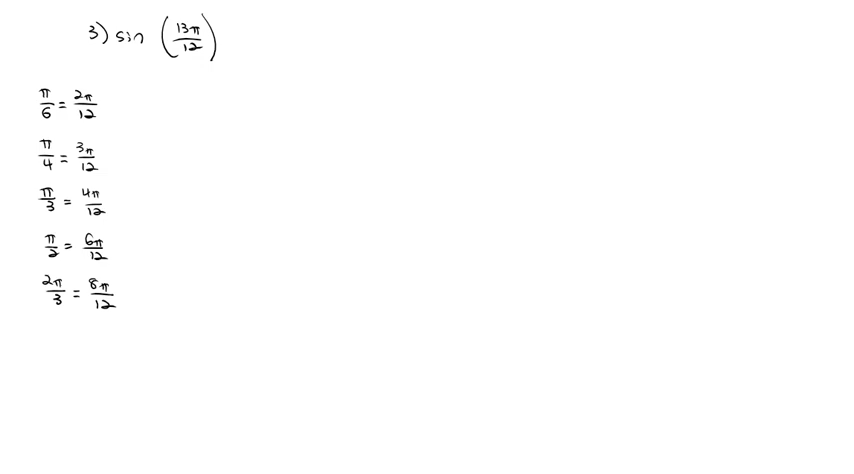 3) sin (13π/12)
π/6 = 2π/12
π/4 = 3π/12
π/3 = 4π/12
π/2 = 6π/12
2π/3 = 8π/12